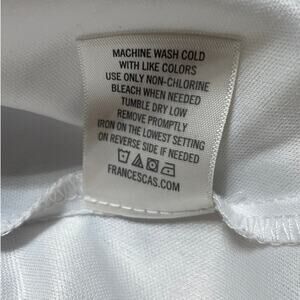 MACHINE WASH COLD
WITH LIKE COLORS
USE ONLY NON-CHLORINE
BLEACH WHEN NEEDED
TUMBLE DRY LOW
REMOVE PROMPTLY
IRON ON THE LOWEST SETTING
ON REVERSE SIDE IF NEEDED
FRANCESCAS.COM